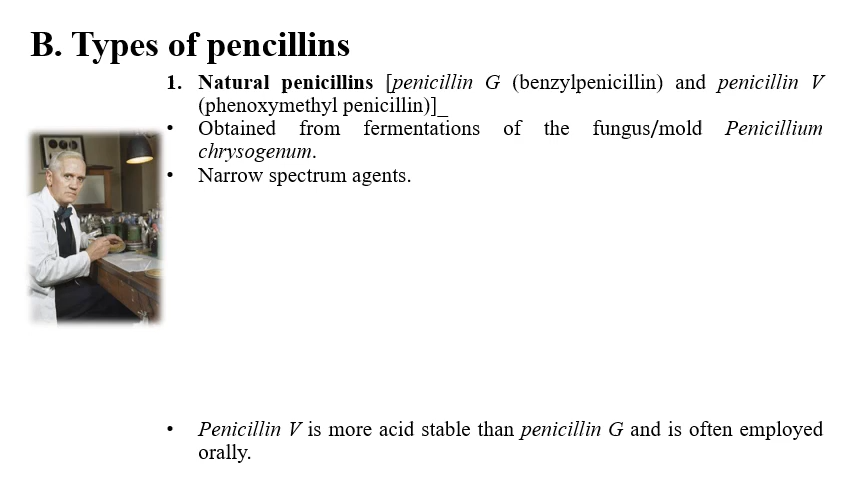 B. Types of pencillins
1. Natural penicillins [penicillin G (benzylpenicillin) and penicillin V
(phenoxymethyl penicillin)]_
• Obtained from fermentations of the fungus/mold Penicillium
chrysogenum.
• Narrow spectrum agents.
• Penicillin V is more acid stable than penicillin G and is often employed
orally.